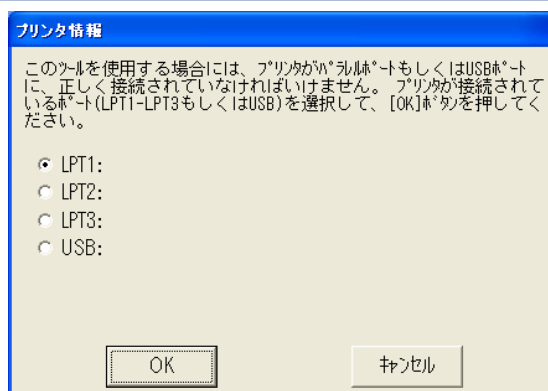 プリンタ情報
このﾂｰﾙを使用する場合には、ﾌﾟﾘﾝﾀがﾊﾟﾗﾚﾙﾎﾟｰﾄもしくはUSBﾎﾟｰﾄ
に、正しく接続されていなければいけません。 ﾌﾟﾘﾝﾀが接続されて
いるﾎﾟｰﾄ(LPT1-LPT3もしくはUSB)を選択して、[OK]ﾎﾞﾀﾝを押してく
ださい。
LPT1:
LPT2:
LPT3:
USB:
OK
ｷｬﾝｾﾙ